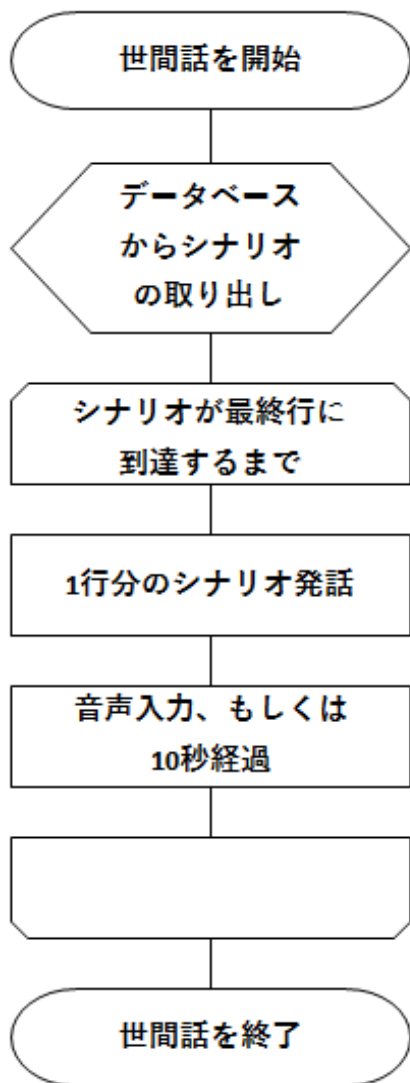 世間話を開始
データベース
からシナリオ
の取り出し
シナリオが最終行に
到達するまで
1行分のシナリオ発話
音声入力、もしくは
10秒経過
世間話を終了